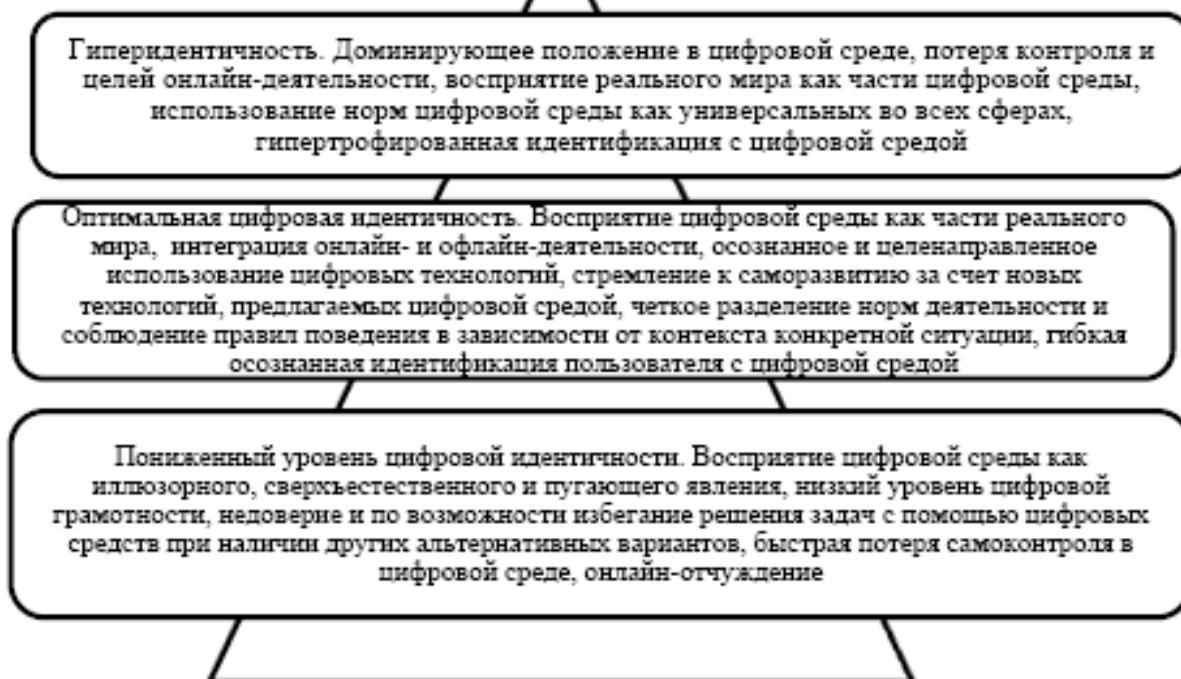 Гиперидентичность. Доминирующее положение в цифровой среде, потеря контроля и
целей онлайн-деятельности, восприятие реального мира как части цифровой среды,
использование норм цифровой среды как универсальных во всех сферах,
гипертрофированная идентификация с цифровой средой
Оптимальная цифровая идентичность. Восприятие цифровой среды как части реального
мира, интеграция онлайн- и офлайн-деятельности, осознанное и целенаправленное
использование цифровых технологий, стремление к саморазвитию за счет новых
технологий, предлагаемых цифровой средой, четкое разделение норм деятельности и
соблюдение правил поведения в зависимости от контекста конкретной ситуации, гибкая
осознанная идентификация пользователя с цифровой средой
Пониженный уровень цифровой идентичности. Восприятие цифровой среды как
иллюзорного, сверхъестественного и пугающего явления, низкий уровень цифровой
грамотности, недоверие и по возможности избегание решения задач с помощью цифровых
средств при наличии других альтернативных вариантов, быстрая потеря самоконтроля в
цифровой среде, онлайн-отчуждение